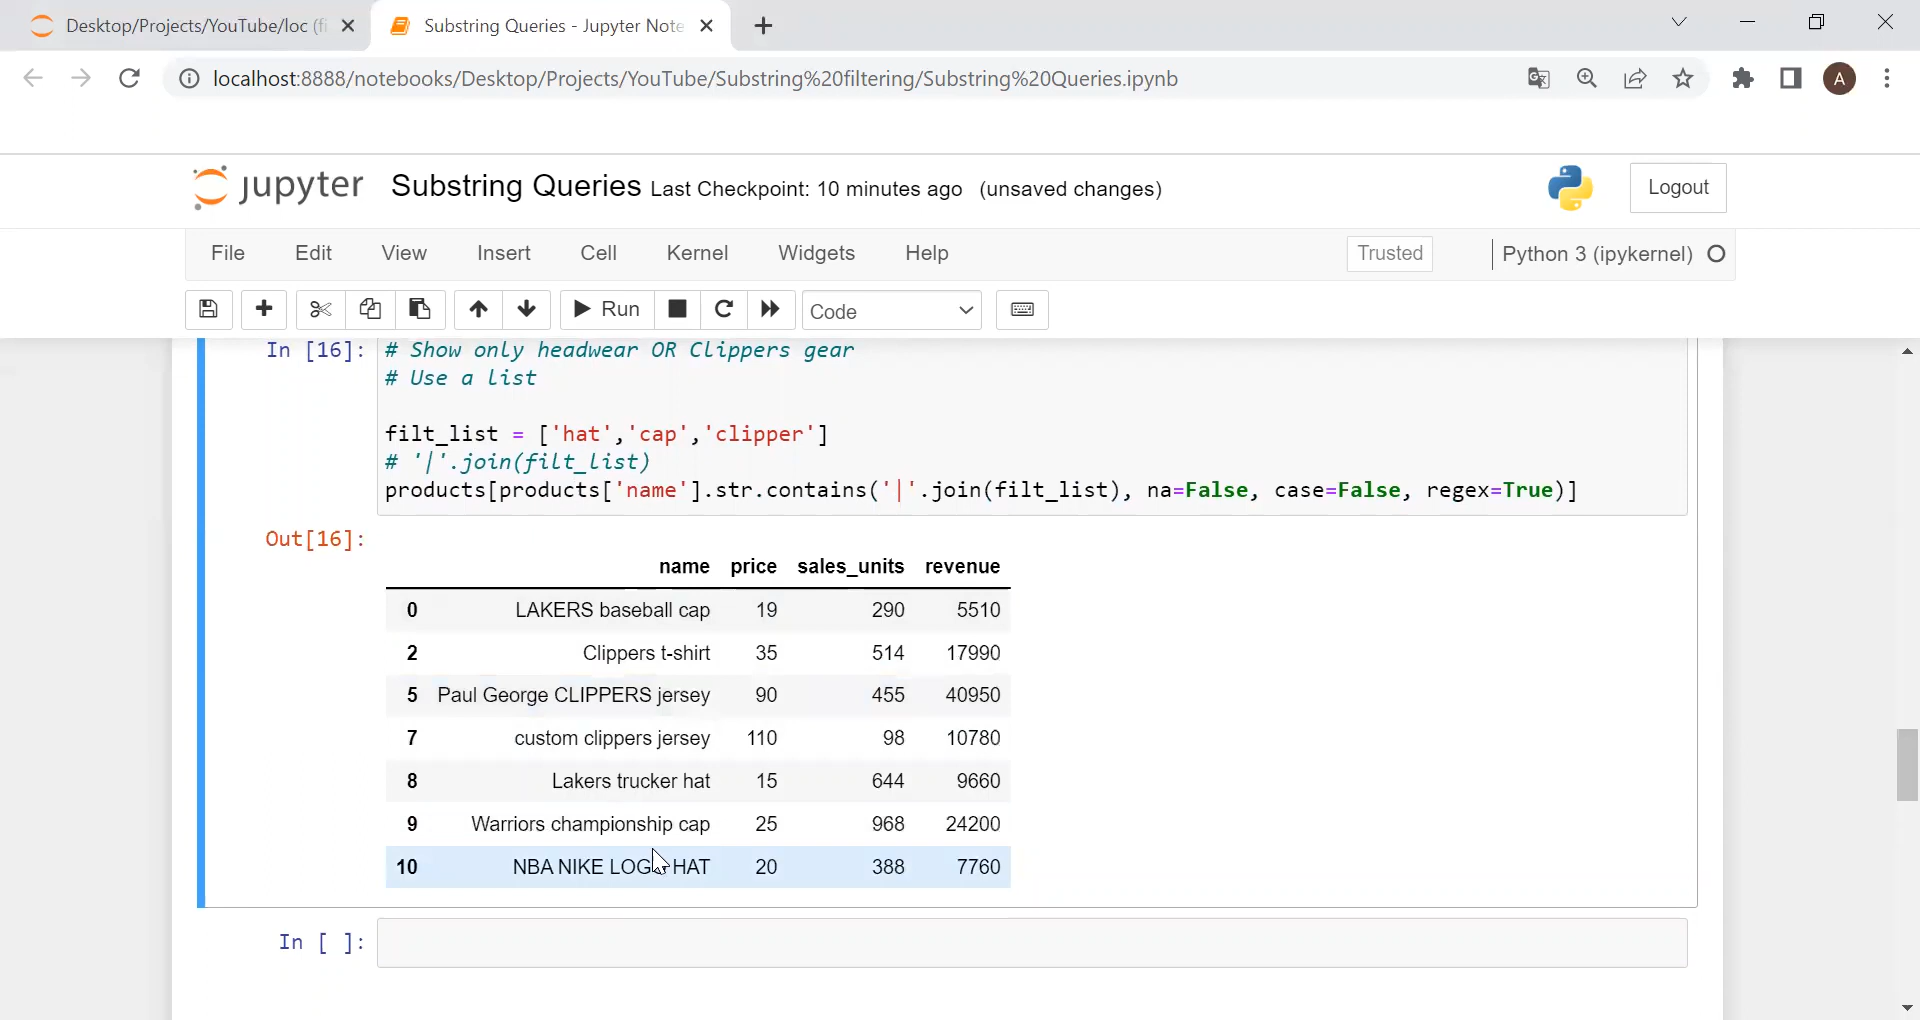 Desktop/Projects/YouTube/loc (fi
Substring Queries - Jupyter Note
localhost:8888/notebooks/Desktop/Projects/YouTube/Substring%20filtering/Substring%20Queries.ipynb
A
jupyter Substring Queries Last Checkpoint: 10 minutes ago (unsaved changes)
Logout
File Edit View Insert Cell Kernel Widgets Help Trusted Python 3 (ipykernel)
Run Code
In [16]: # Show only headwear OR Clippers gear
# Use a list
filt_list = ['hat','cap','clipper']
# '|'.join(filt_list)
products[products['name'].str.contains('|'.join(filt_list), na=False, case=False, regex=True)]
Out[16]:
name price sales_units revenue
0 LAKERS baseball cap 19 290 5510
2 Clippers t-shirt 35 514 17990
5 Paul George CLIPPERS jersey 90 455 40950
7 custom clippers jersey 110 98 10780
8 Lakers trucker hat 15 644 9660
9 Warriors championship cap 25 968 24200
10 NBA NIKE LOGO HAT 20 388 7760
In [ ]: